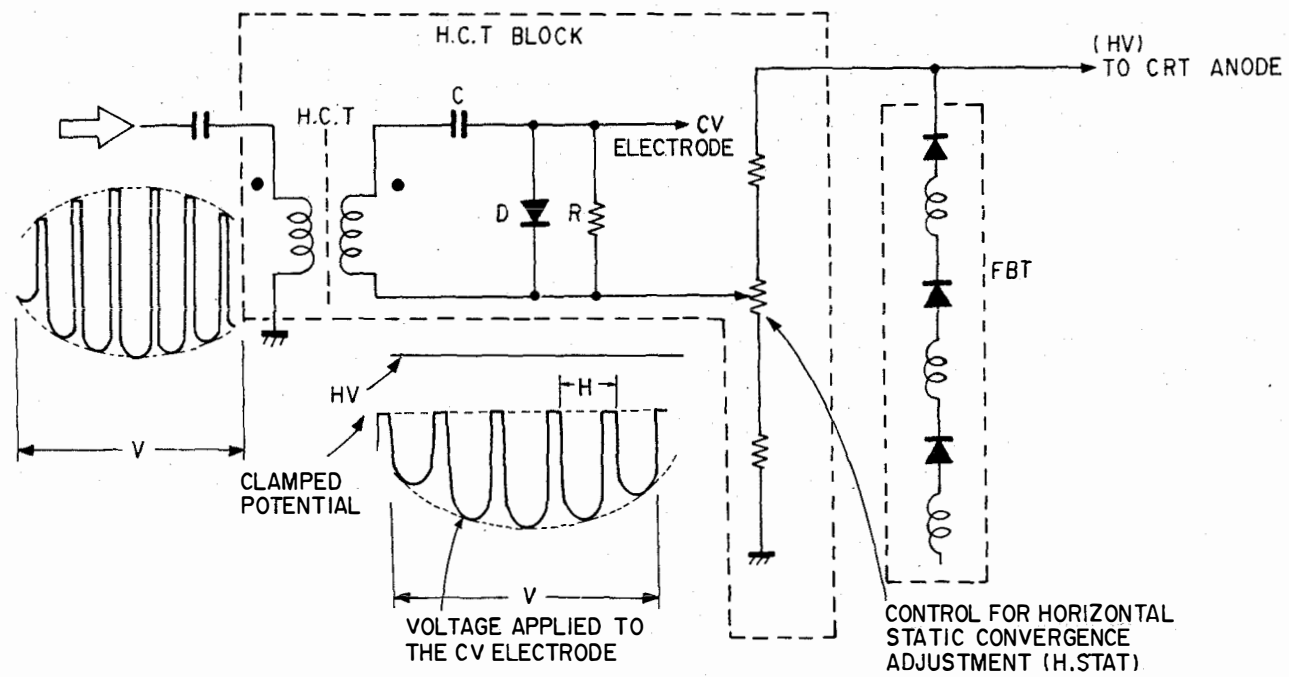 H.C.T BLOCK
(HV)
TO CRT ANODE
C
H.C.T
CV
ELECTRODE
D
R
FBT
HV
H
V
CLAMPED
POTENTIAL
V
VOLTAGE APPLIED TO
THE CV ELECTRODE
CONTROL FOR HORIZONTAL
STATIC CONVERGENCE
ADJUSTMENT (H.STAT)